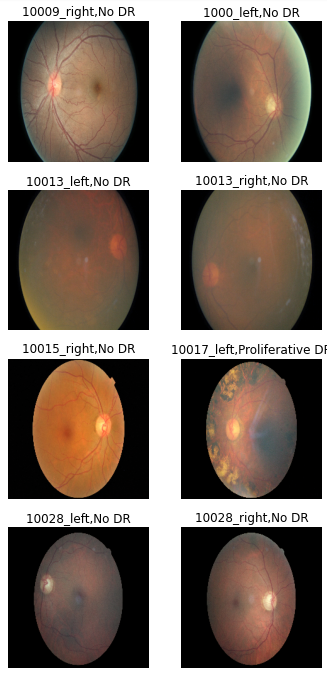 10009_right,No DR
1000_left,No DR
10013_left,No DR
10013_right,No DR
10015_right,No DR
10017_left,Proliferative DR
10028_left,No DR
10028_right,No DR